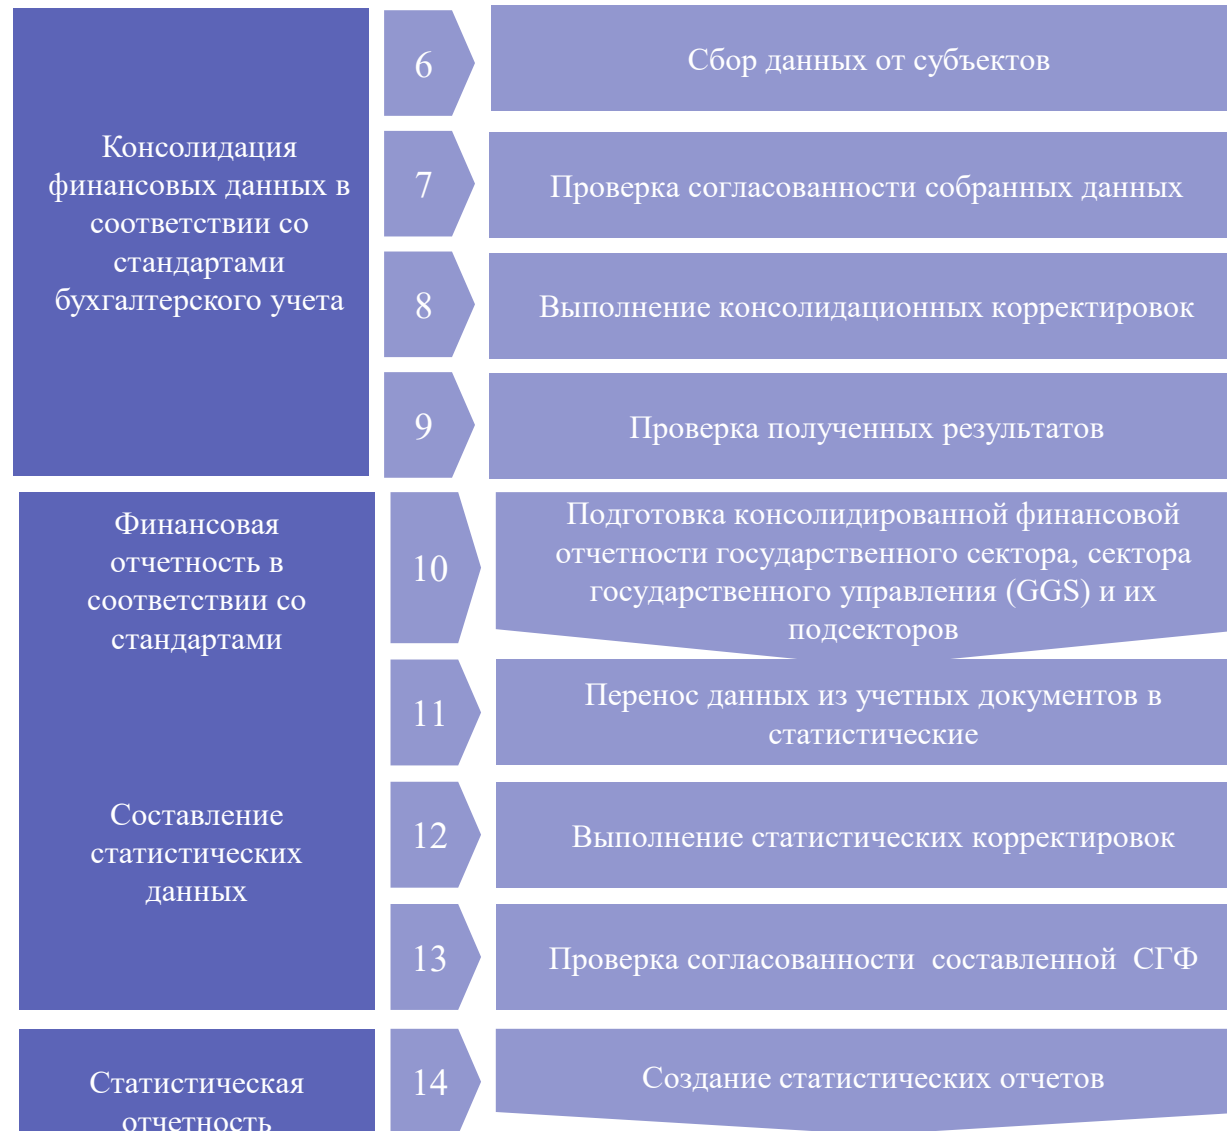 Консолидация
финансовых данных в
соответствии со
стандартами
бухгалтерского учета
6
Сбор данных от субъектов
7
Проверка согласованности собранных данных
8
Выполнение консолидационных корректировок
9
Проверка полученных результатов
Финансовая
отчетность в
соответствии со
стандартами
10
Подготовка консолидированной финансовой
отчетности государственного сектора, сектора
государственного управления (GGS) и их
подсекторов
Составление
статистических
данных
11
Перенос данных из учетных документов в
статистические
12
Выполнение статистических корректировок
13
Проверка согласованности составленной СГФ
Статистическая
отчетность
14
Создание статистических отчетов